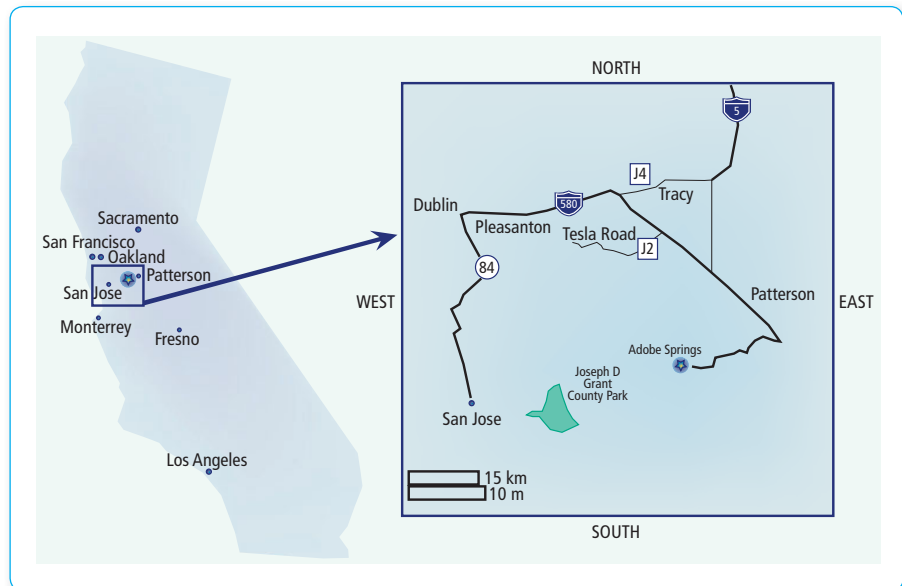 Sacramento
San Francisco
Oakland
Patterson
San Jose
Monterrey
Fresno
Los Angeles
NORTH
5
J4
Tracy
Dublin
580
Pleasanton
Tesla Road
J2
84
WEST
EAST
Patterson
Adobe Springs
Joseph D
Grant
County Park
San Jose
15 km
10 m
SOUTH